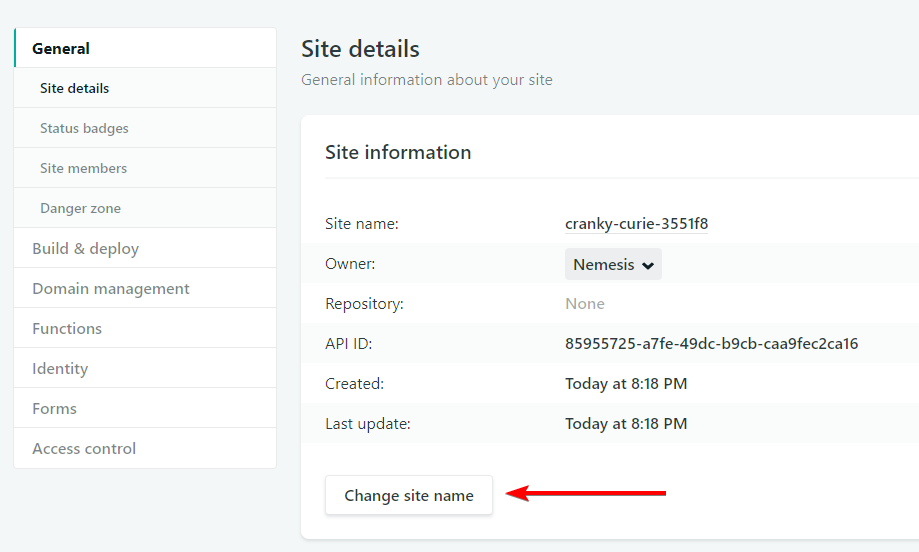 General
Site details
Status badges
Site members
Danger zone
Build & deploy
Domain management
Functions
Identity
Forms
Access control
Site details
General information about your site
Site information
Site name: cranky-curie-3551f8
Owner: Nemesis
Repository: None
API ID: 85955725-a7fe-49dc-b9cb-caa9fec2ca16
Created: Today at 8:18 PM
Last update: Today at 8:18 PM
Change site name